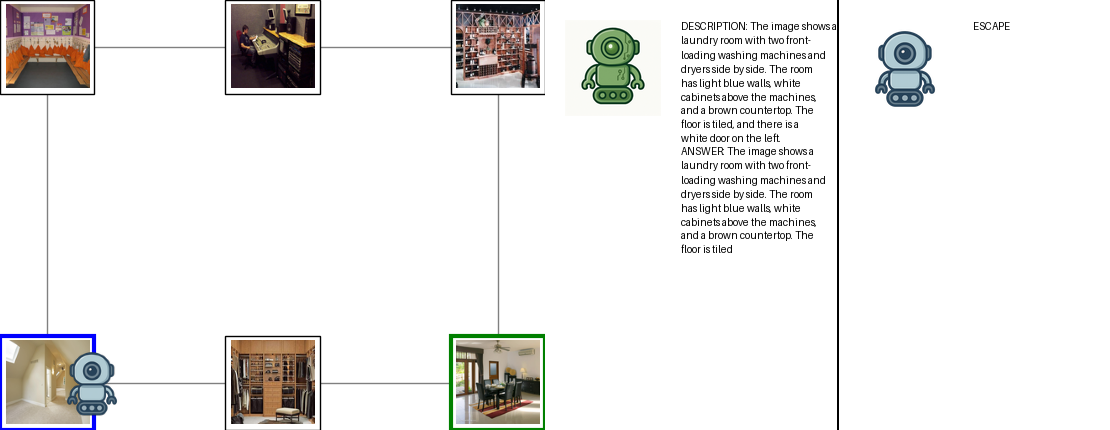 DESCRIPTION: The image shows a
laundry room with two front-
loading washing machines and
dryers side by side. The room
has light blue walls, white
cabinets above the machines,
and a brown countertop. The
floor is tiled, and there is a
white door on the left.
ANSWER: The image shows a
laundry room with two front-
loading washing machines and
dryers side by side. The room
has light blue walls, white
cabinets above the machines,
and a brown countertop. The
floor is tiled
ESCAPE